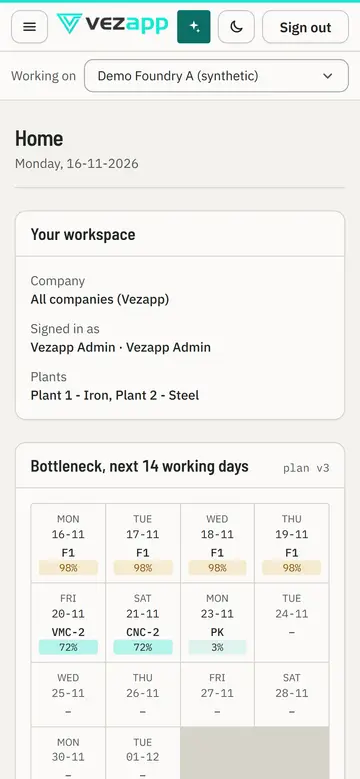 vezapp
Sign out
Working on
Demo Foundry A (synthetic)
Home
Monday, 16-11-2026
Your workspace
Company
All companies (Vezapp)
Signed in as
Vezapp Admin · Vezapp Admin
Plants
Plant 1 - Iron, Plant 2 - Steel
Bottleneck, next 14 working days plan v3
MON TUE WED THU
16-11 17-11 18-11 19-11
F1 F1 F1 F1
98% 98% 98% 98%
FRI SAT MON TUE
20-11 21-11 23-11 24-11
VMC-2 CNC-2 PK –
72% 72% 3%
WED THU FRI SAT
25-11 26-11 27-11 28-11
– – – –
MON TUE
30-11 01-12
– –